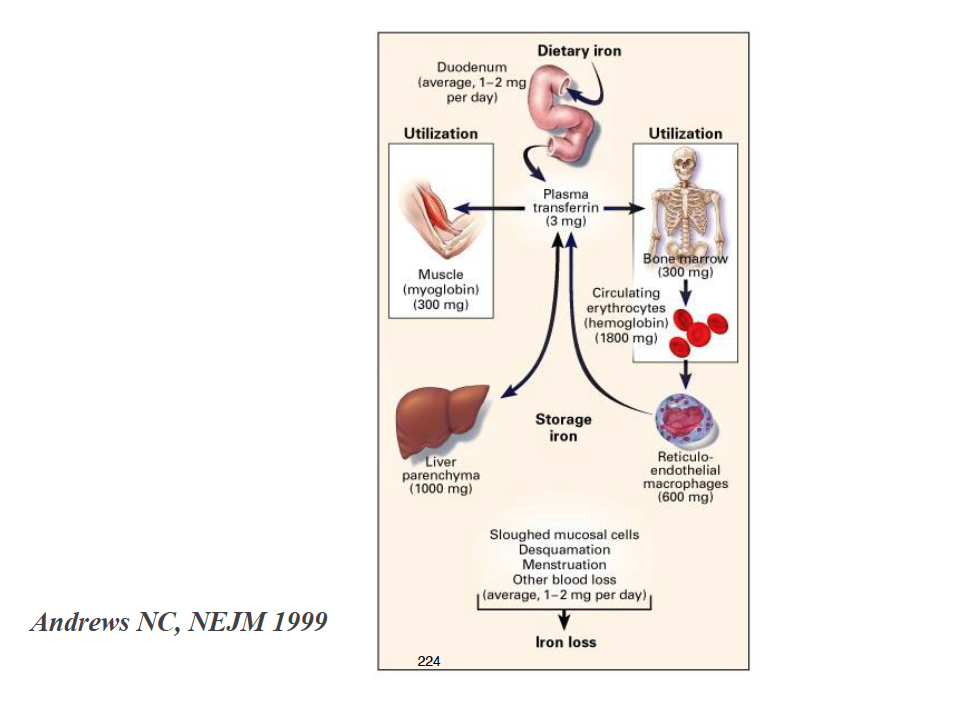 Dietary iron
Duodenum
(average, 1–2 mg
per day)
Utilization
Utilization
Plasma
transferrin
(3 mg)
Muscle
(myoglobin)
(300 mg)
Bone marrow
(300 mg)
Circulating
erythrocytes
(hemoglobin)
(1800 mg)
Storage
iron
Liver
parenchyma
(1000 mg)
Reticulo-
endothelial
macrophages
(600 mg)
Sloughed mucosal cells
Desquamation
Menstruation
Other blood loss
(average, 1–2 mg per day)
Iron loss
Andrews NC, NEJM 1999
224